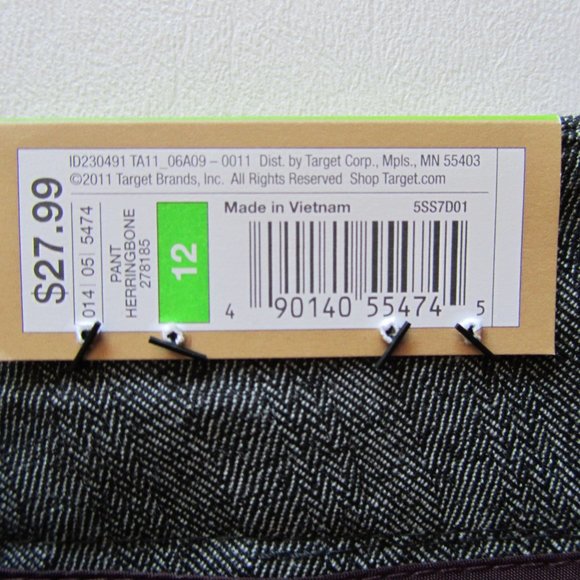 ID230491 TA11_06A09 – 0011 Dist. by Target Corp., Mpls., MN 55403
©2011 Target Brands, Inc. All Rights Reserved Shop Target.com
$27.99
014| 05| 5474
PANT
HERRINGBONE
278185
12
Made in Vietnam 5SS7D01
4 90140 55474 5